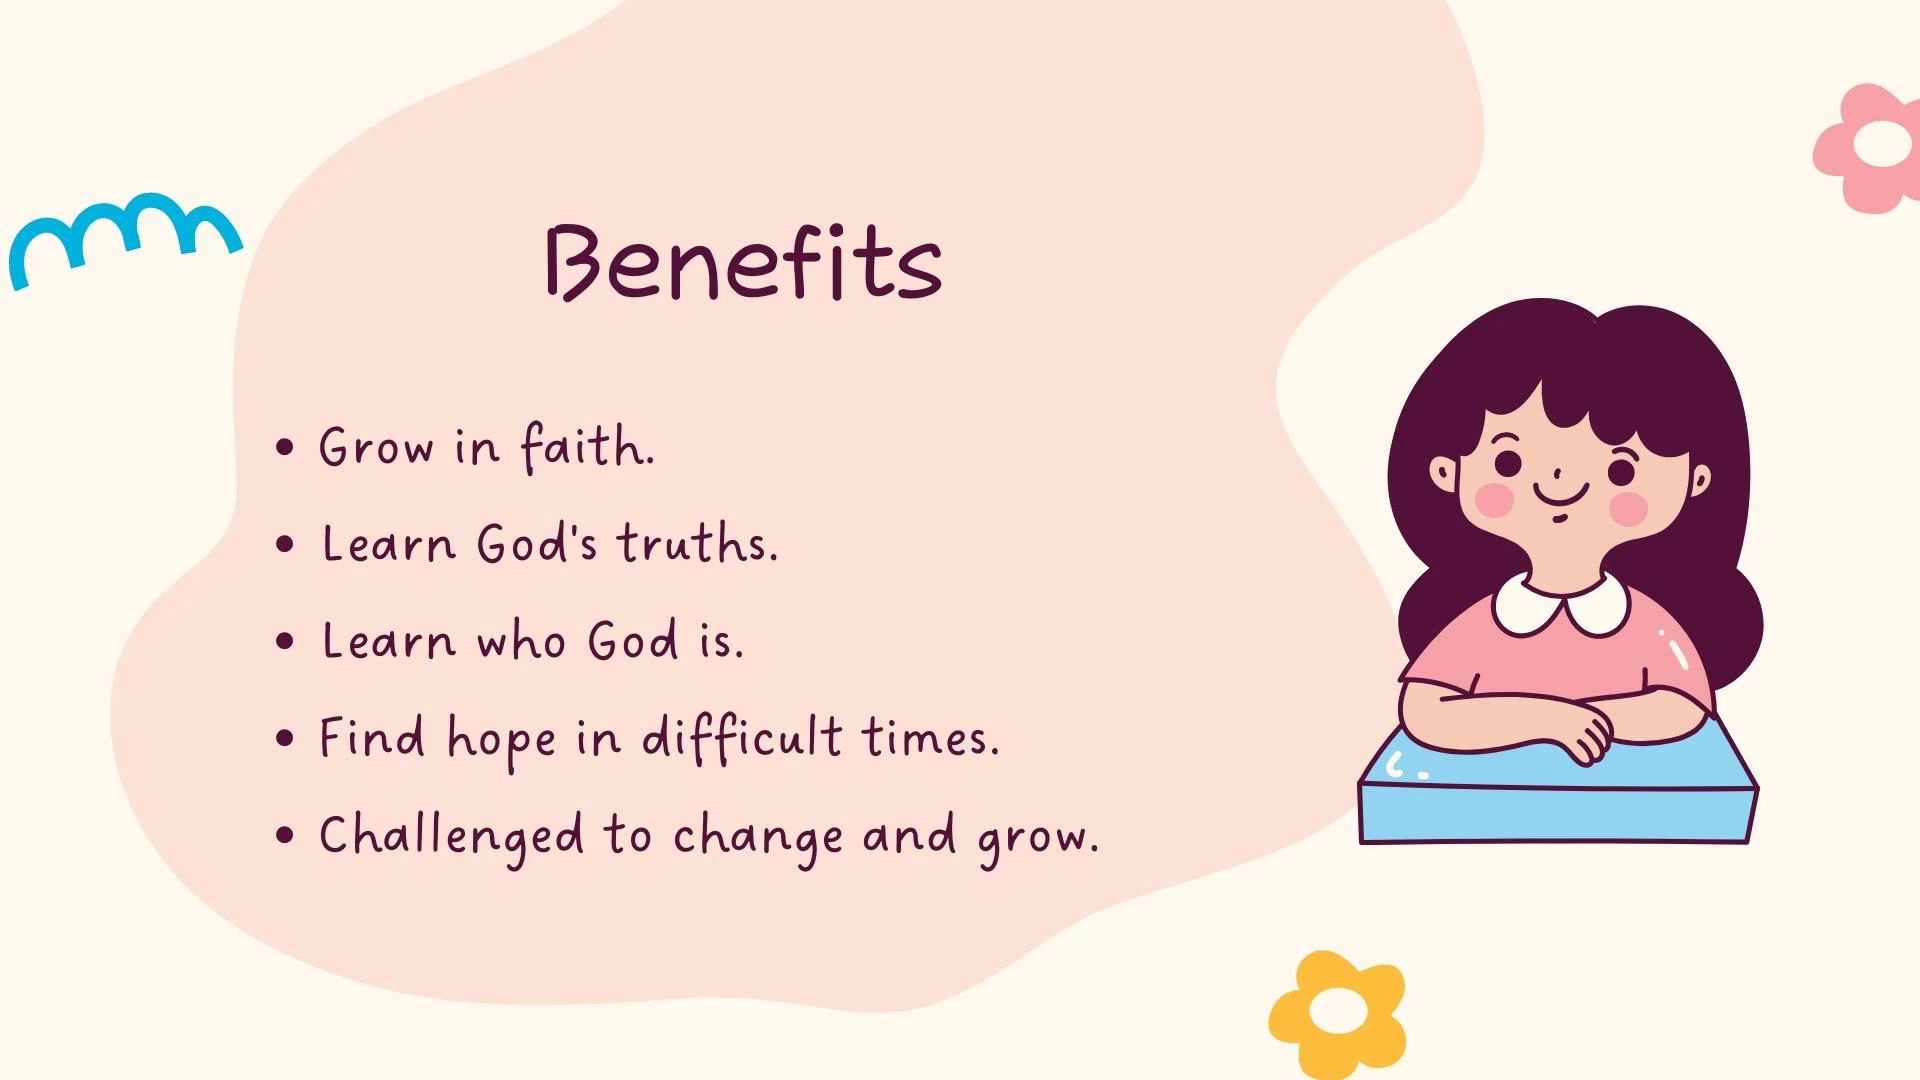 Benefits
• Grow in faith.
• Learn God's truths.
• Learn who God is.
• Find hope in difficult times.
• Challenged to change and grow.